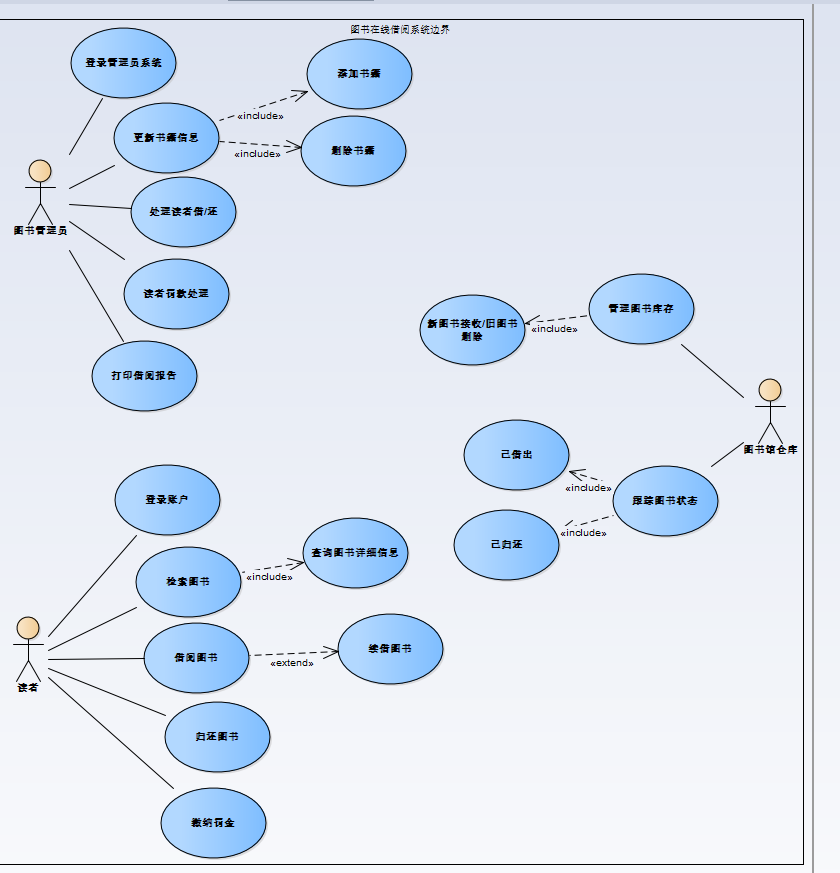 图书在线借阅系统边界
登录管理员系统
添加书籍
«include»
更新书籍信息
«include»
删除书籍
图书管理员
处理读者借/还
读者罚款处理
打印借阅报告
新图书接收/旧图书
删除
«include»
管理图书库存
图书馆仓库
已借出
«include»
跟踪图书状态
已归还
«include»
登录账户
检索图书
«include»
查询图书详细信息
借阅图书
«extend»
续借图书
读者
归还图书
缴纳罚金